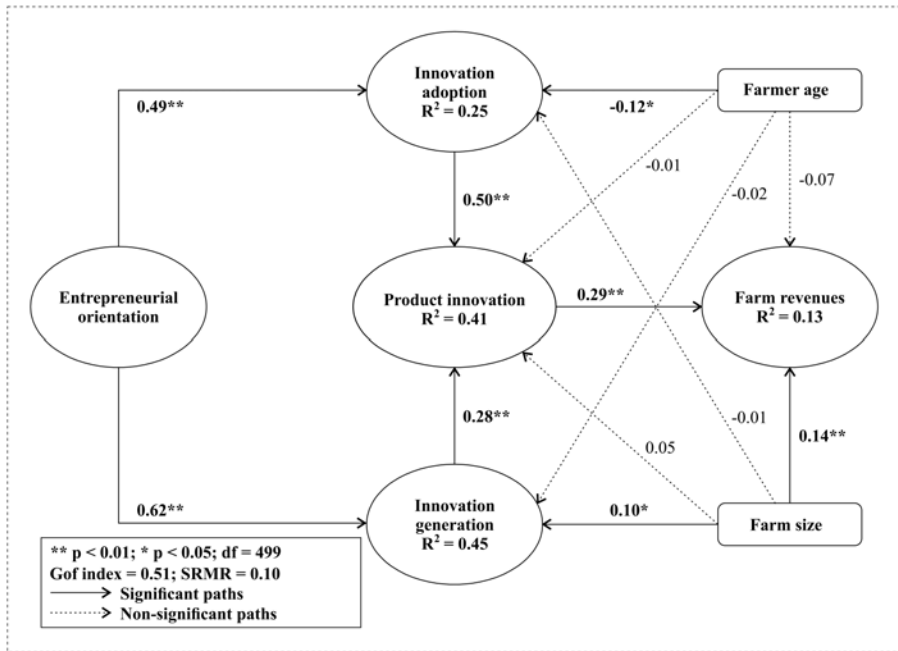 Innovation
adoption
R² = 0.25
Farmer age
0.49**
-0.12*
-0.01
-0.02
-0.07
0.50**
Entrepreneurial
orientation
Product innovation
R² = 0.41
0.29**
Farm revenues
R² = 0.13
0.28**
0.05
-0.01
0.14**
0.62**
Innovation
generation
R² = 0.45
0.10*
Farm size
** p < 0.01; * p < 0.05; df = 499
Gof index = 0.51; SRMR = 0.10
Significant paths
Non-significant paths